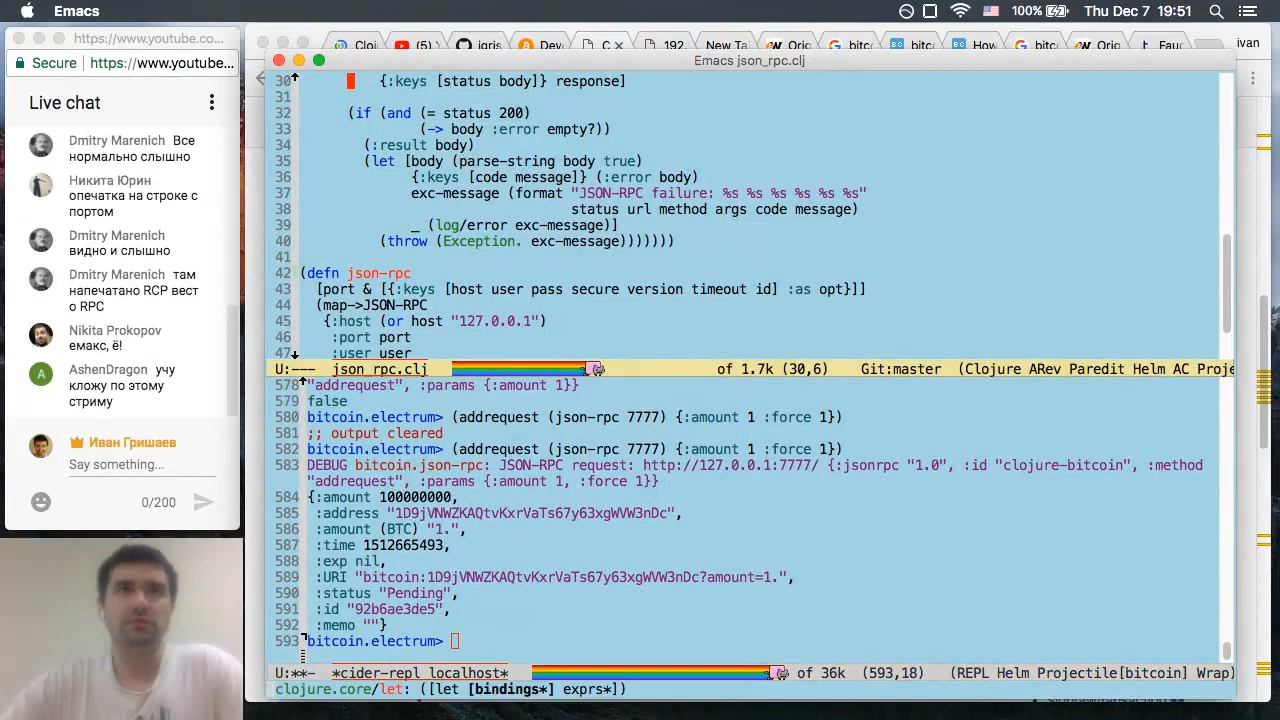 Emacs
100%
Thu Dec 7 19:51
https://www.youtube.co...
Secure
https://www.youtube...
Live chat
Dmitry Marenich Все
нормально слышно
Никита Юрин
опечатка на строке с
портом
Dmitry Marenich
видно и слышно
Dmitry Marenich там
напечатано RCP вест
о RPC
Nikita Prokopov
емакс, ё!
A
AshenDragon учу
кложу по этому
стриму
Иван Гришаев
Say something...
0/200
(5)
Dev
192.
New Ta
Orig
bitco
BC
Hov
bitco
Orig
Fauc
ivan
Emacs json_rpc.clj
30 {:keys [status body]} response]
31
32 (if (and (= status 200)
33 (-> body :error empty?))
34 (:result body)
35 (let [body (parse-string body true)
36 {:keys [code message]} (:error body)
37 exc-message (format "JSON-RPC failure: %s %s %s %s %s %s"
38 status url method args code message)
39 _ (log/error exc-message)]
40 (throw (Exception. exc-message)))))))
41
42 (defn json-rpc
43 [port & [{:keys [host user pass secure version timeout id] :as opt}]]
44 (map->JSON-RPC
45 {:host (or host "127.0.0.1")
46 :port port
47 :user user
U:--- json_rpc.clj of 1.7k (30,6) Git:master (Clojure ARev Paredit Helm AC Proje
578 "addrequest", :params {:amount 1}}
579 false
580 bitcoin.electrum> (addrequest (json-rpc 7777) {:amount 1 :force 1})
581 ;; output cleared
582 bitcoin.electrum> (addrequest (json-rpc 7777) {:amount 1 :force 1})
583 DEBUG bitcoin.json-rpc: JSON-RPC request: http://127.0.0.1:7777/ {:jsonrpc "1.0", :id "clojure-bitcoin", :method
"addrequest", :params {:amount 1, :force 1}}
584 {:amount 100000000,
585 :address "1D9jVNWZKAQtvKxrVaTs67y63xgWVW3nDc",
586 :amount (BTC) "1.",
587 :time 1512665493,
588 :exp nil,
589 :URI "bitcoin:1D9jVNWZKAQtvKxrVaTs67y63xgWVW3nDc?amount=1.",
590 :status "Pending",
591 :id "92b6ae3de5",
592 :memo ""}
593 bitcoin.electrum>
U:**- *cider-repl localhost* of 36k (593,18) (REPL Helm Projectile[bitcoin] Wrap)
clojure.core/let: ([let [bindings*] exprs*])